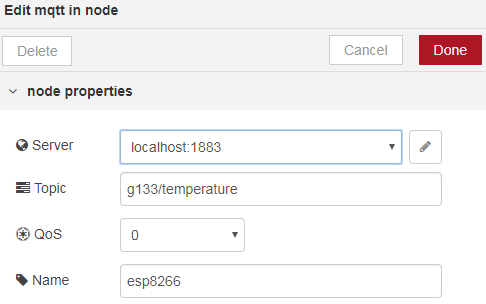 Edit mqtt in node
Delete Cancel Done
node properties
Server localhost:1883
Topic g133/temperature
QoS 0
Name esp8266